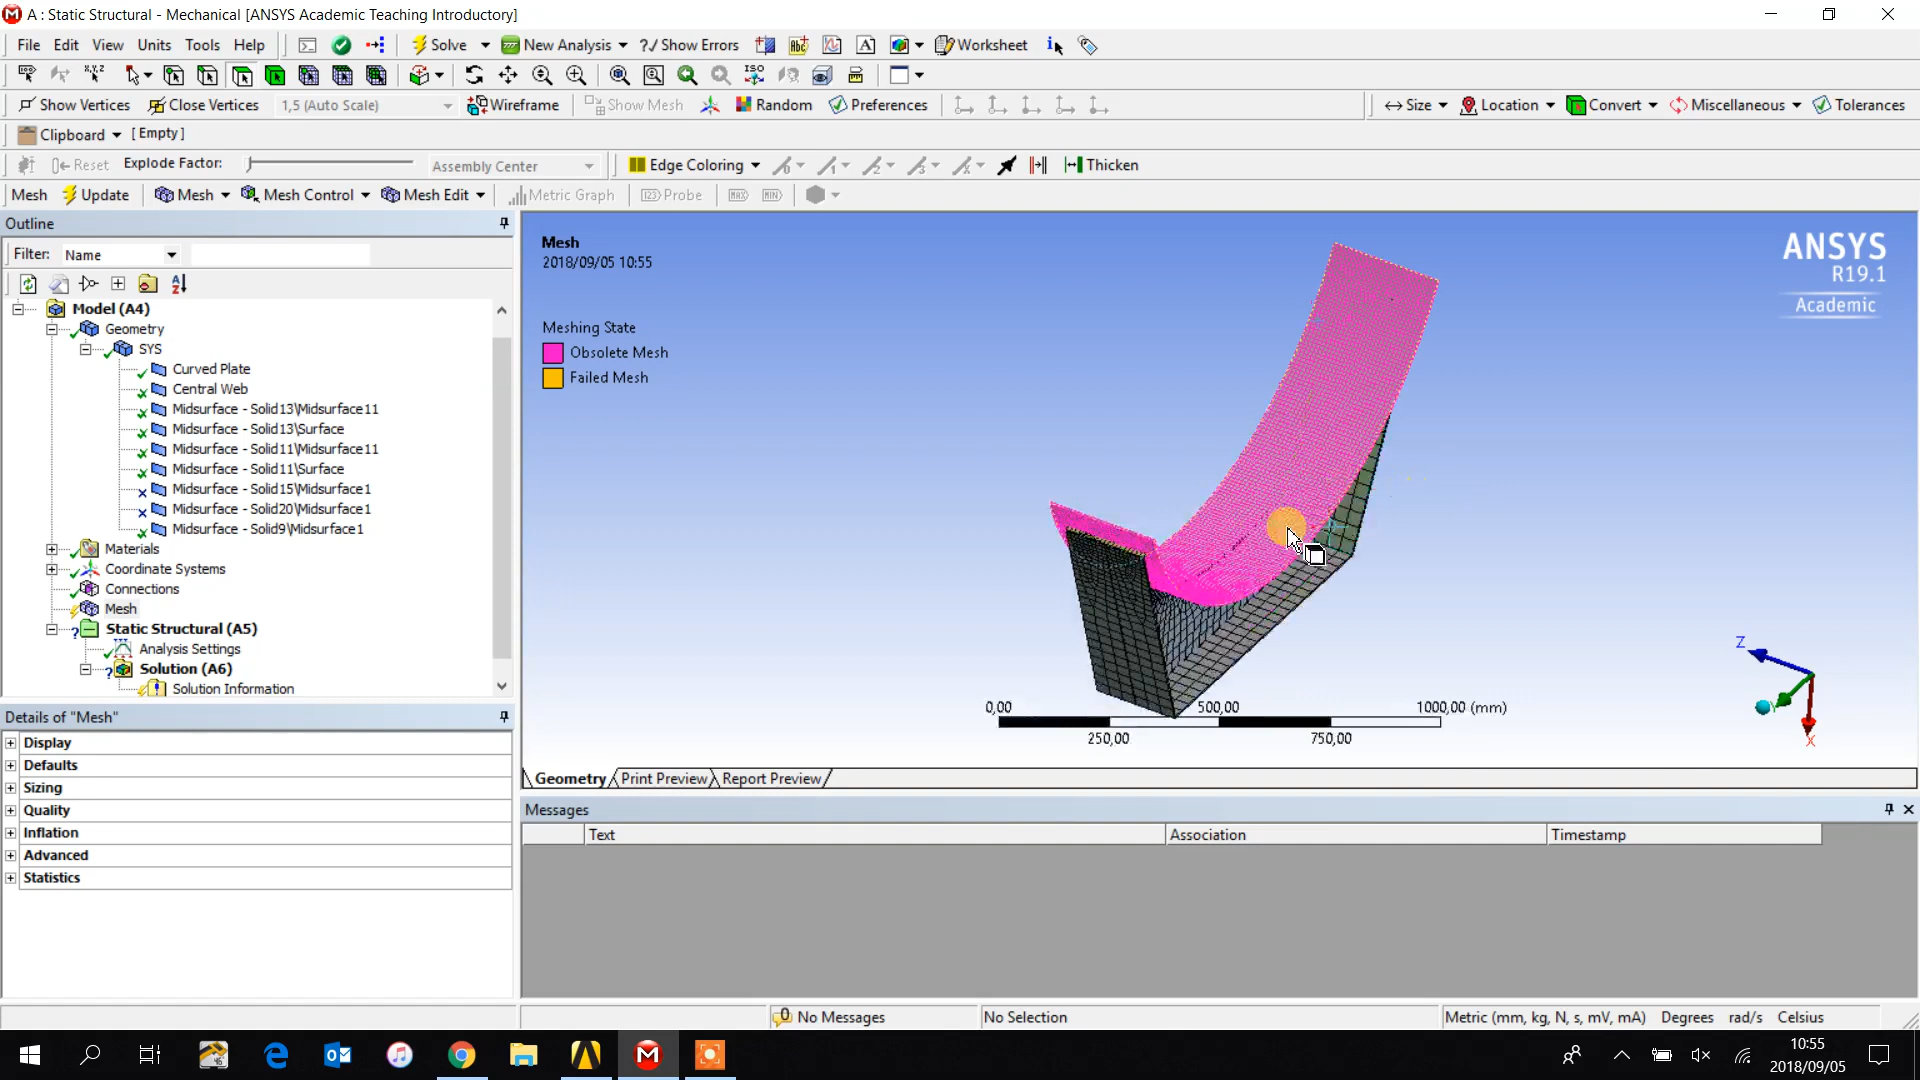 A : Static Structural - Mechanical [ANSYS Academic Teaching Introductory]
File Edit View Units Tools Help Solve New Analysis ?/ Show Errors Worksheet
Show Vertices Close Vertices 1,5 (Auto Scale) Wireframe Show Mesh Random Preferences Size Location Convert Miscellaneous Tolerances
Clipboard [ Empty ]
Reset Explode Factor: Assembly Center Edge Coloring Thicken
Mesh Update Mesh Mesh Control Mesh Edit Metric Graph Probe
Outline
Filter: Name
Model (A4)
Geometry
SYS
Curved Plate
Central Web
Midsurface - Solid13\Midsurface11
Midsurface - Solid13\Surface
Midsurface - Solid11\Midsurface11
Midsurface - Solid11\Surface
Midsurface - Solid15\Midsurface1
Midsurface - Solid20\Midsurface1
Midsurface - Solid9\Midsurface1
Materials
Coordinate Systems
Connections
Mesh
Static Structural (A5)
Analysis Settings
Solution (A6)
Solution Information
Details of "Mesh"
Display
Defaults
Sizing
Quality
Inflation
Advanced
Statistics
Mesh
2018/09/05 10:55
Meshing State
Obsolete Mesh
Failed Mesh
ANSYS
R19.1
Academic
Z
X
0,00 500,00 1000,00 (mm)
250,00 750,00
Geometry Print Preview Report Preview
Messages
Text Association Timestamp
No Messages No Selection Metric (mm, kg, N, s, mV, mA) Degrees rad/s Celsius
10:55
2018/09/05